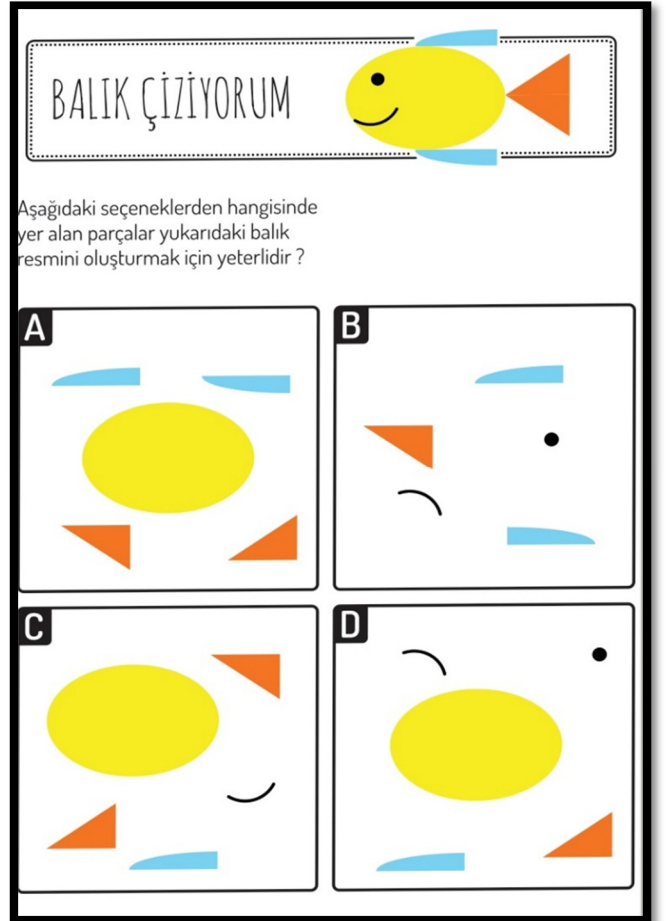 BALIK ÇİZİYORUM
Aşağıdaki seçeneklerden hangisinde
yer alan parçalar yukarıdaki balık
resmini oluşturmak için yeterlidir ?
A
B
C
D